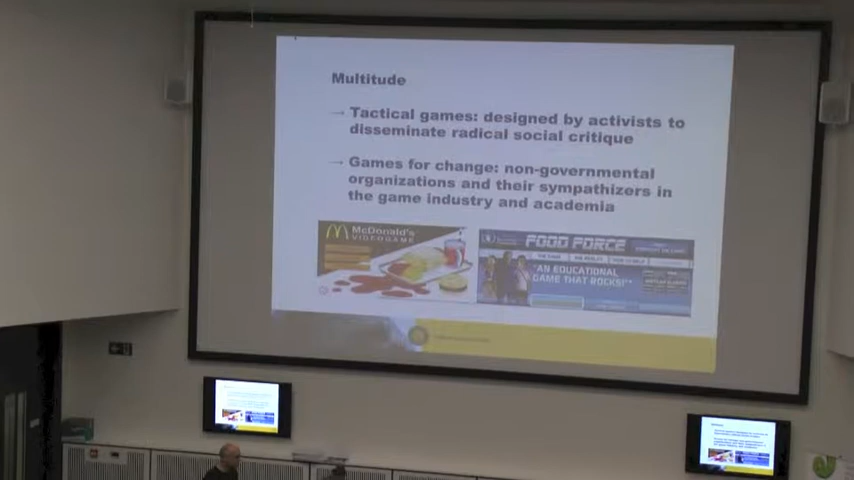 Multitude
→ Tactical games: designed by activists to
disseminate radical social critique
→ Games for change: non-governmental
organizations and their sympathizers in
the game industry and academia
McDonald's
VIDEOGAME
FOOD FORCE
"AN EDUCATIONAL
GAME THAT ROCKS!"